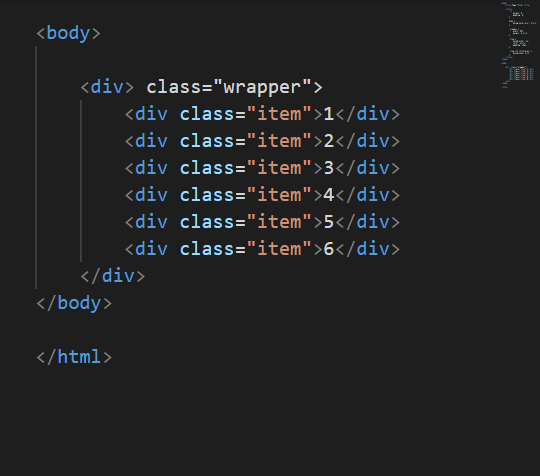 <body>
<div> class="wrapper">
<div class="item">1</div>
<div class="item">2</div>
<div class="item">3</div>
<div class="item">4</div>
<div class="item">5</div>
<div class="item">6</div>
</div>
</body>
</html>